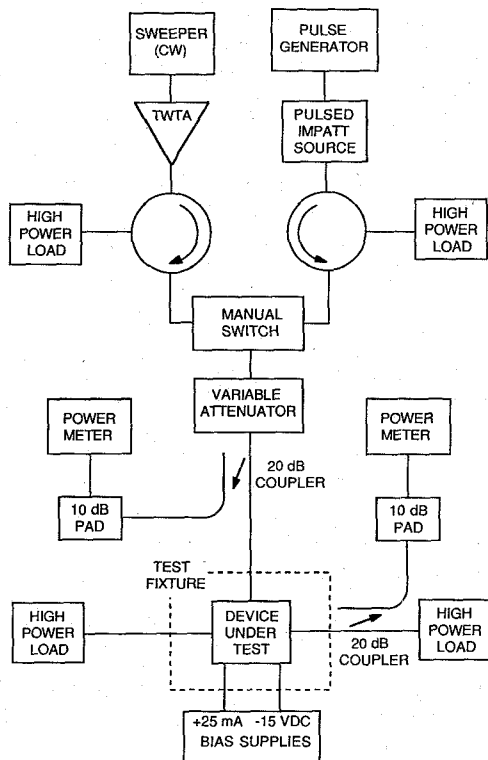 SWEEPER
(CW)
PULSE
GENERATOR
TWTA
PULSED
IMPATT
SOURCE
HIGH
POWER
LOAD
HIGH
POWER
LOAD
MANUAL
SWITCH
VARIABLE
ATTENUATOR
POWER
METER
POWER
METER
20 dB
COUPLER
10 dB
PAD
10 dB
PAD
TEST
FIXTURE
HIGH
POWER
LOAD
DEVICE
UNDER
TEST
20 dB
COUPLER
HIGH
POWER
LOAD
+25 mA -15 VDC
BIAS SUPPLIES